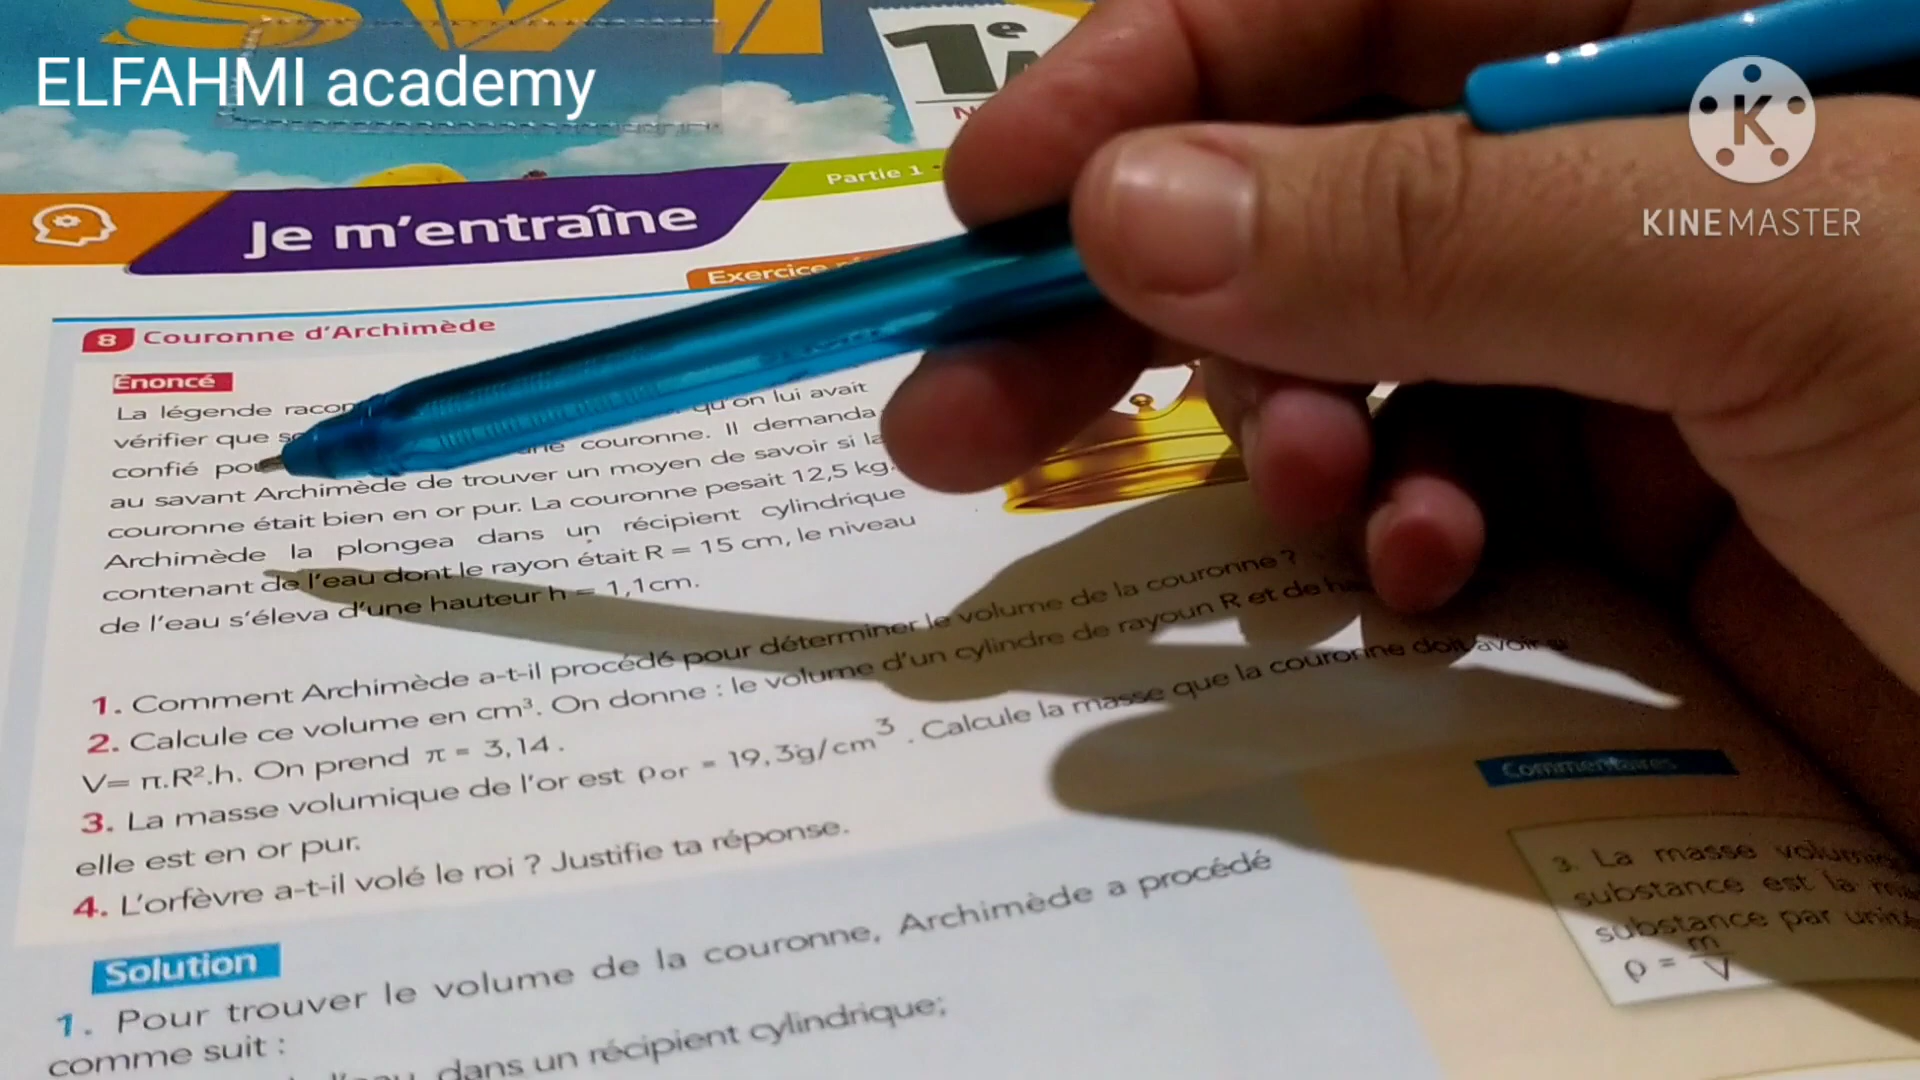 SVT
ELFAHMI academy
1e
KINEMASTER
Partie 1
Je m'entraîne
Exercice
8 Couronne d'Archimède
Énoncé
La légende qu'on lui avait
vérifier que couronne. Il demanda
confié
au savant Archimède de trouver un moyen de savoir si la
couronne était bien en or pur. La couronne pesait 12,5 kg.
Archimède la plongea dans un récipient cylindrique
contenant de l'eau dont le rayon était R = 15 cm, le niveau
de l'eau s'éleva d'une hauteur h = 1,1cm.
1. Comment Archimède a-t-il procédé pour déterminer le volume de la couronne ?
2. Calcule ce volume en cm³. On donne : le volume d'un cylindre de rayoun R et de
V= π.R².h. On prend π = 3,14.
3. La masse volumique de l'or est ρor = 19,3g/cm³. Calcule la masse que la couronne doit avoir
elle est en or pur.
4. L'orfèvre a-t-il volé le roi ? Justifie ta réponse.
Commentaires
3. La masse
substance est la
substance par
ρ = m/V
Solution
1. Pour trouver le volume de la couronne, Archimède a procédé
comme suit :
dans un récipient cylindrique;